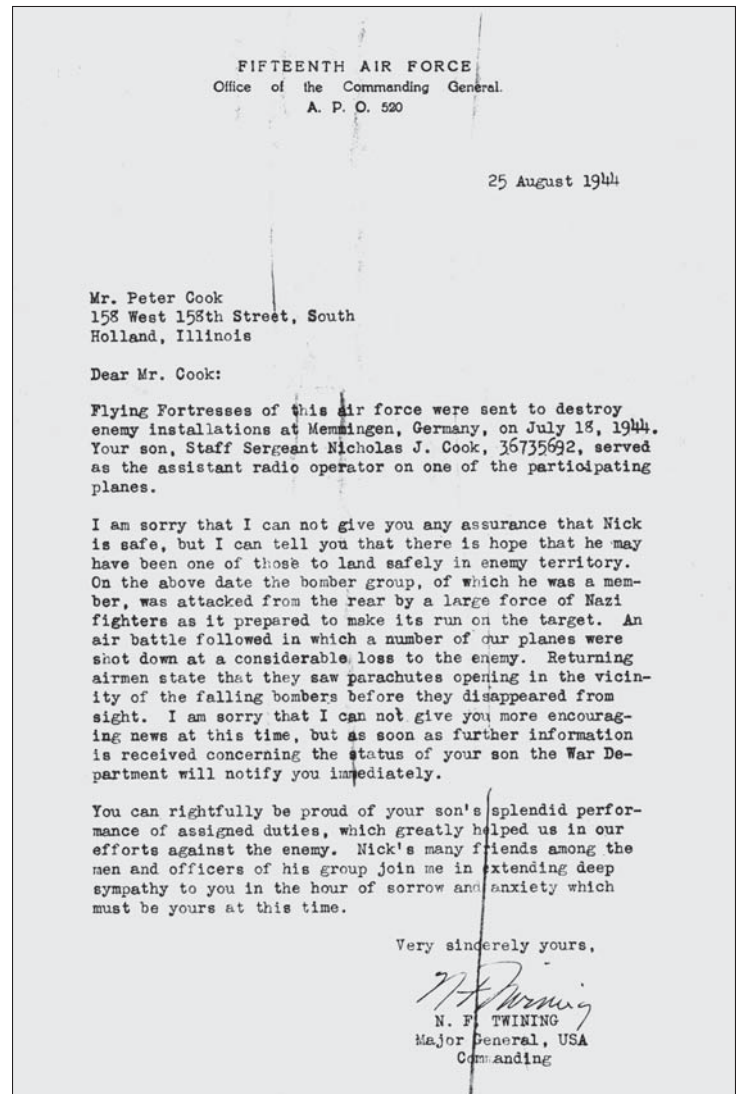 FIFTEENTH AIR FORCE
Office of the Commanding General.
A. P. O. 520
25 August 1944
Mr. Peter Cook
158 West 158th Street, South
Holland, Illinois
Dear Mr. Cook:
Flying Fortresses of this air force were sent to destroy
enemy installations at Memmingen, Germany, on July 18, 1944.
Your son, Staff Sergeant Nicholas J. Cook, 36735692, served
as the assistant radio operator on one of the participating
planes.
I am sorry that I can not give you any assurance that Nick
is safe, but I can tell you that there is hope that he may
have been one of those to land safely in enemy territory.
On the above date the bomber group, of which he was a mem-
ber, was attacked from the rear by a large force of Nazi
fighters as it prepared to make its run on the target. An
air battle followed in which a number of our planes were
shot down at a considerable loss to the enemy. Returning
airmen state that they saw parachutes opening in the vicin-
ity of the falling bombers before they disappeared from
sight. I am sorry that I can not give you more encourag-
ing news at this time, but as soon as further information
is received concerning the status of your son the War De-
partment will notify you immediately.
You can rightfully be proud of your son's splendid perfor-
mance of assigned duties, which greatly helped us in our
efforts against the enemy. Nick's many friends among the
men and officers of his group join me in extending deep
sympathy to you in the hour of sorrow and anxiety which
must be yours at this time.
Very sincerely yours,
N F Twining
N. F. TWINING
Major General, USA
Commanding